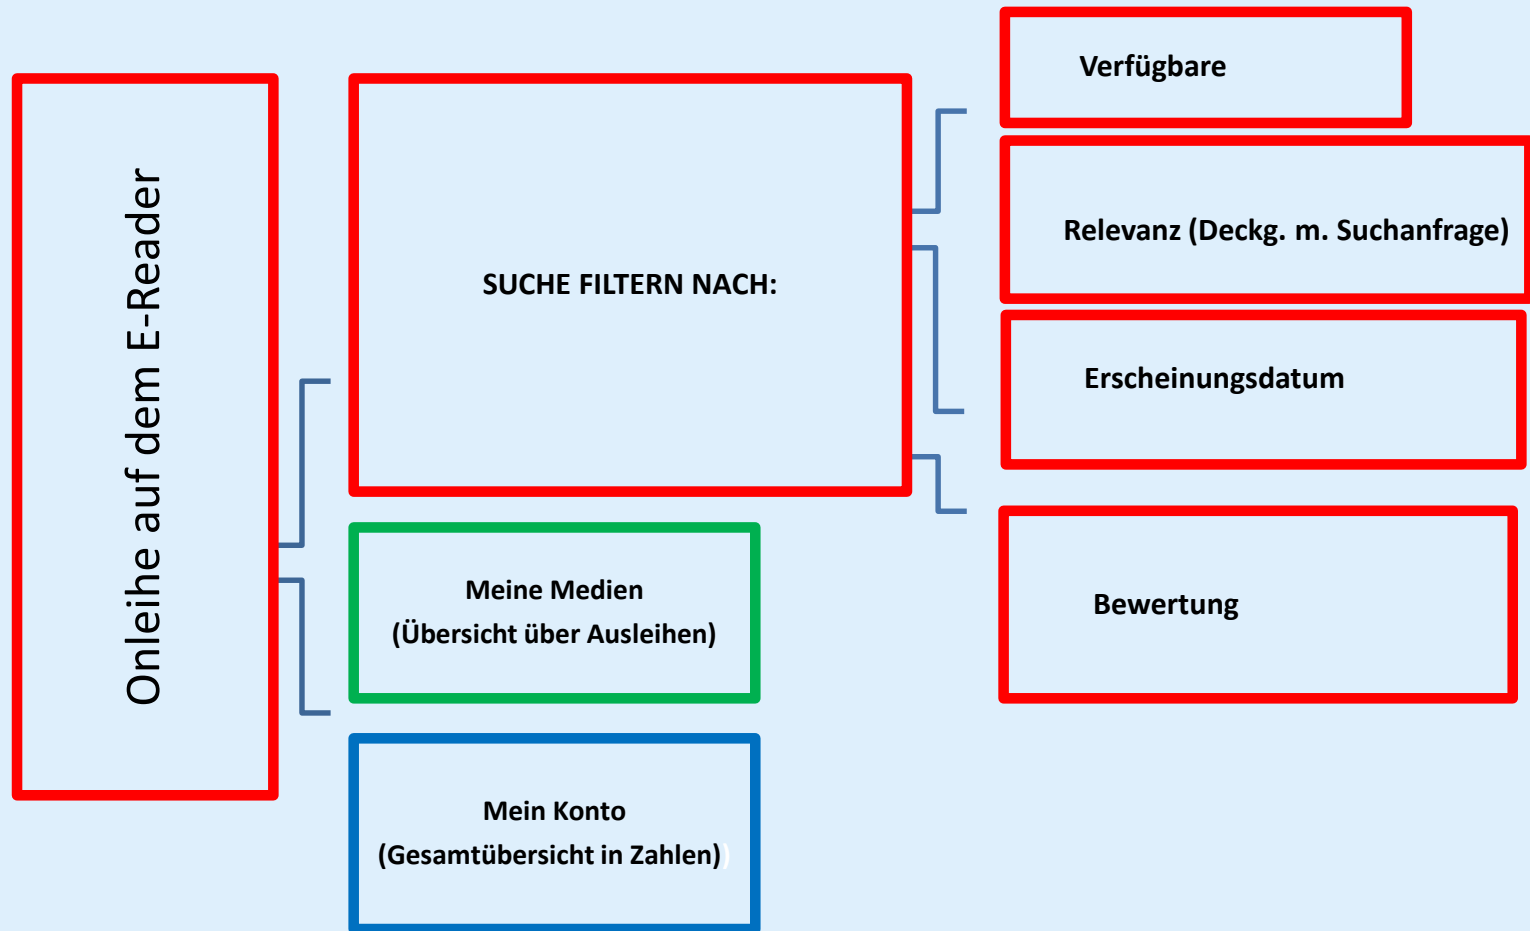 Onleihe auf dem E-Reader
SUCHE FILTERN NACH:
Verfügbare
Relevanz (Deckg. m. Suchanfrage)
Erscheinungsdatum
Bewertung
Meine Medien
(Übersicht über Ausleihen)
Mein Konto
(Gesamtübersicht in Zahlen))